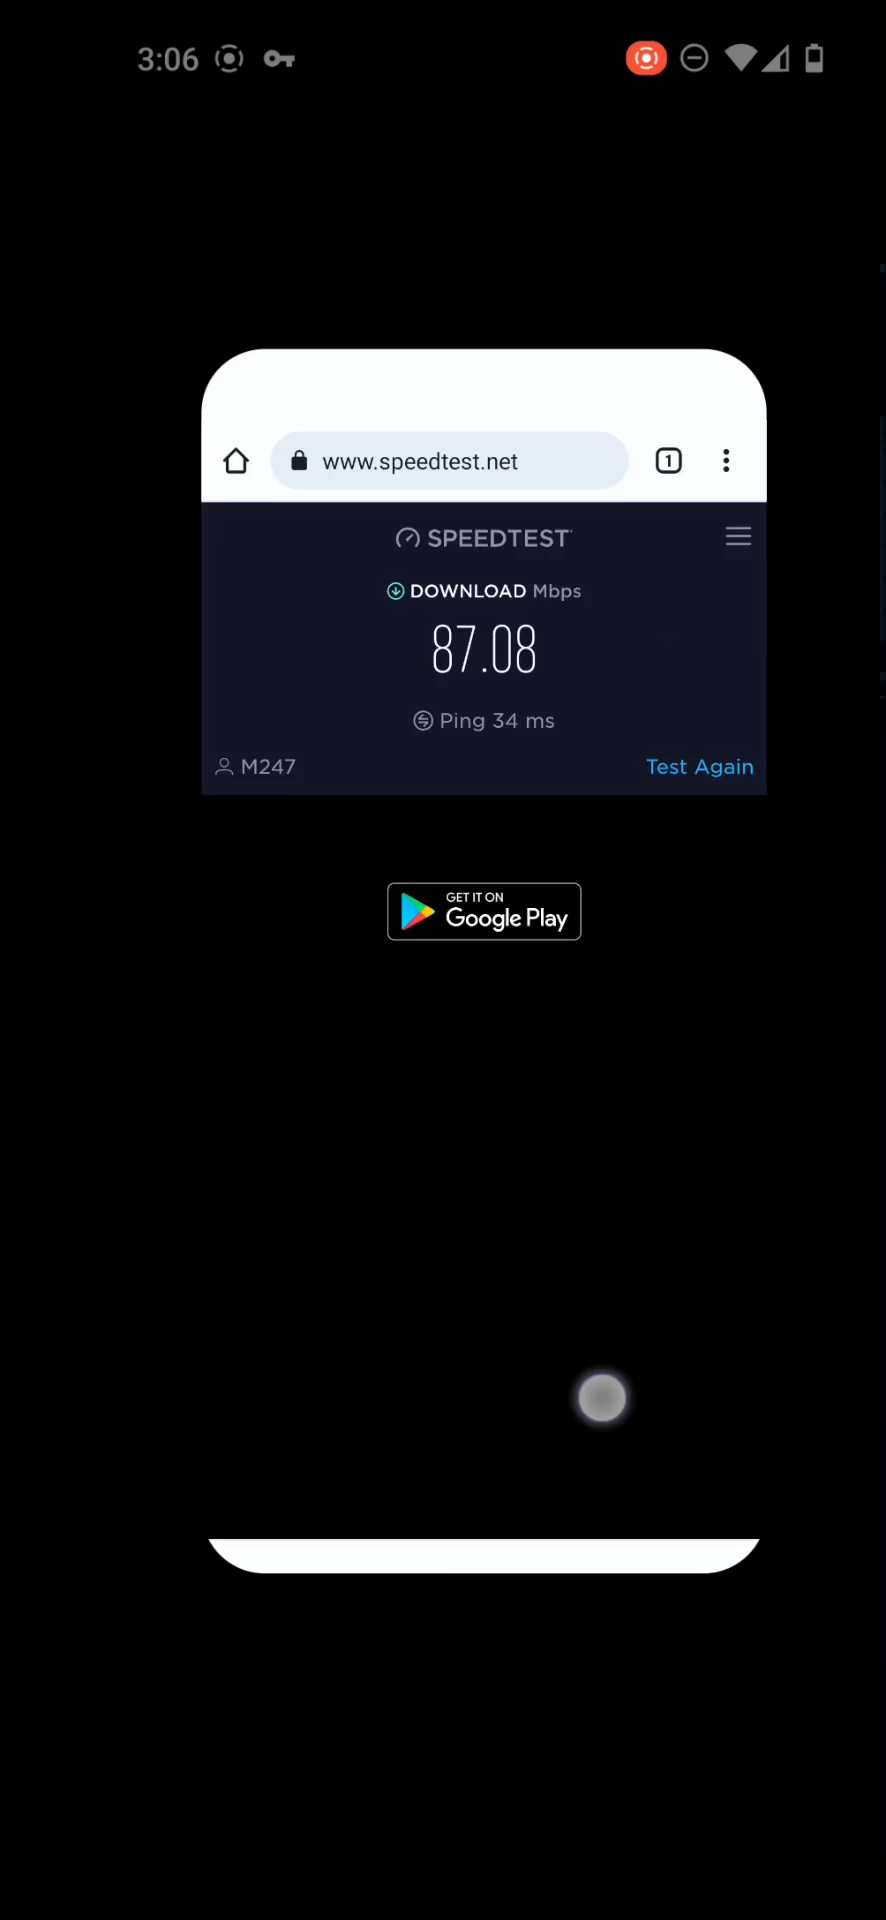 3:06
www.speedtest.net
1
SPEEDTEST
DOWNLOAD Mbps
87.08
Ping 34 ms
M247
Test Again
GET IT ON
Google Play